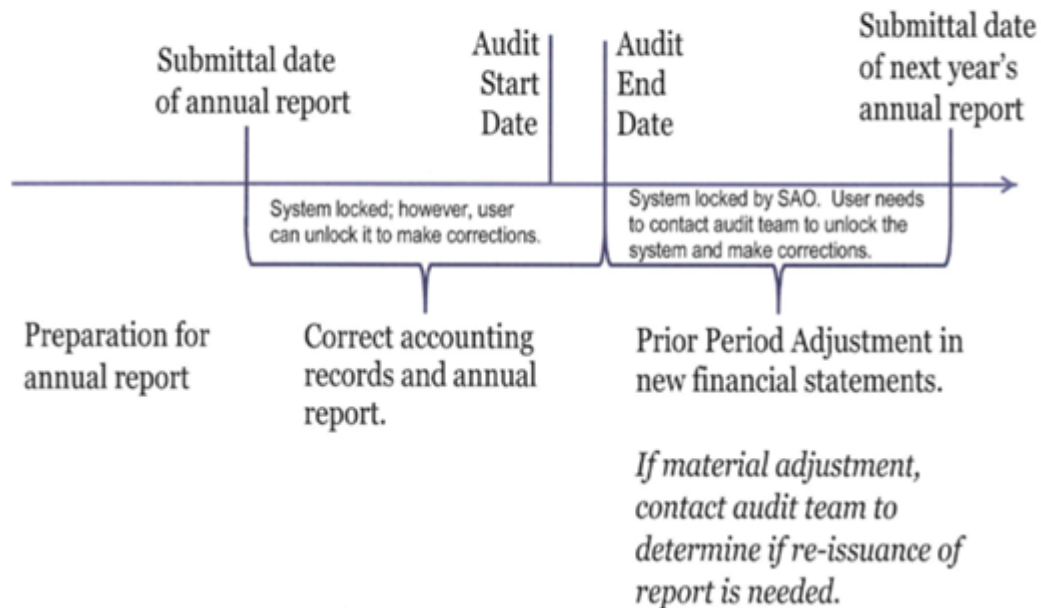 Submittal date
of annual report
Audit
Start
Date
Audit
End
Date
Submittal date
of next year's
annual report
System locked; however, user
can unlock it to make corrections.
System locked by SAO. User needs
to contact audit team to unlock the
system and make corrections.
Preparation for
annual report
Correct accounting
records and annual
report.
Prior Period Adjustment in
new financial statements.
If material adjustment,
contact audit team to
determine if re-issuance of
report is needed.